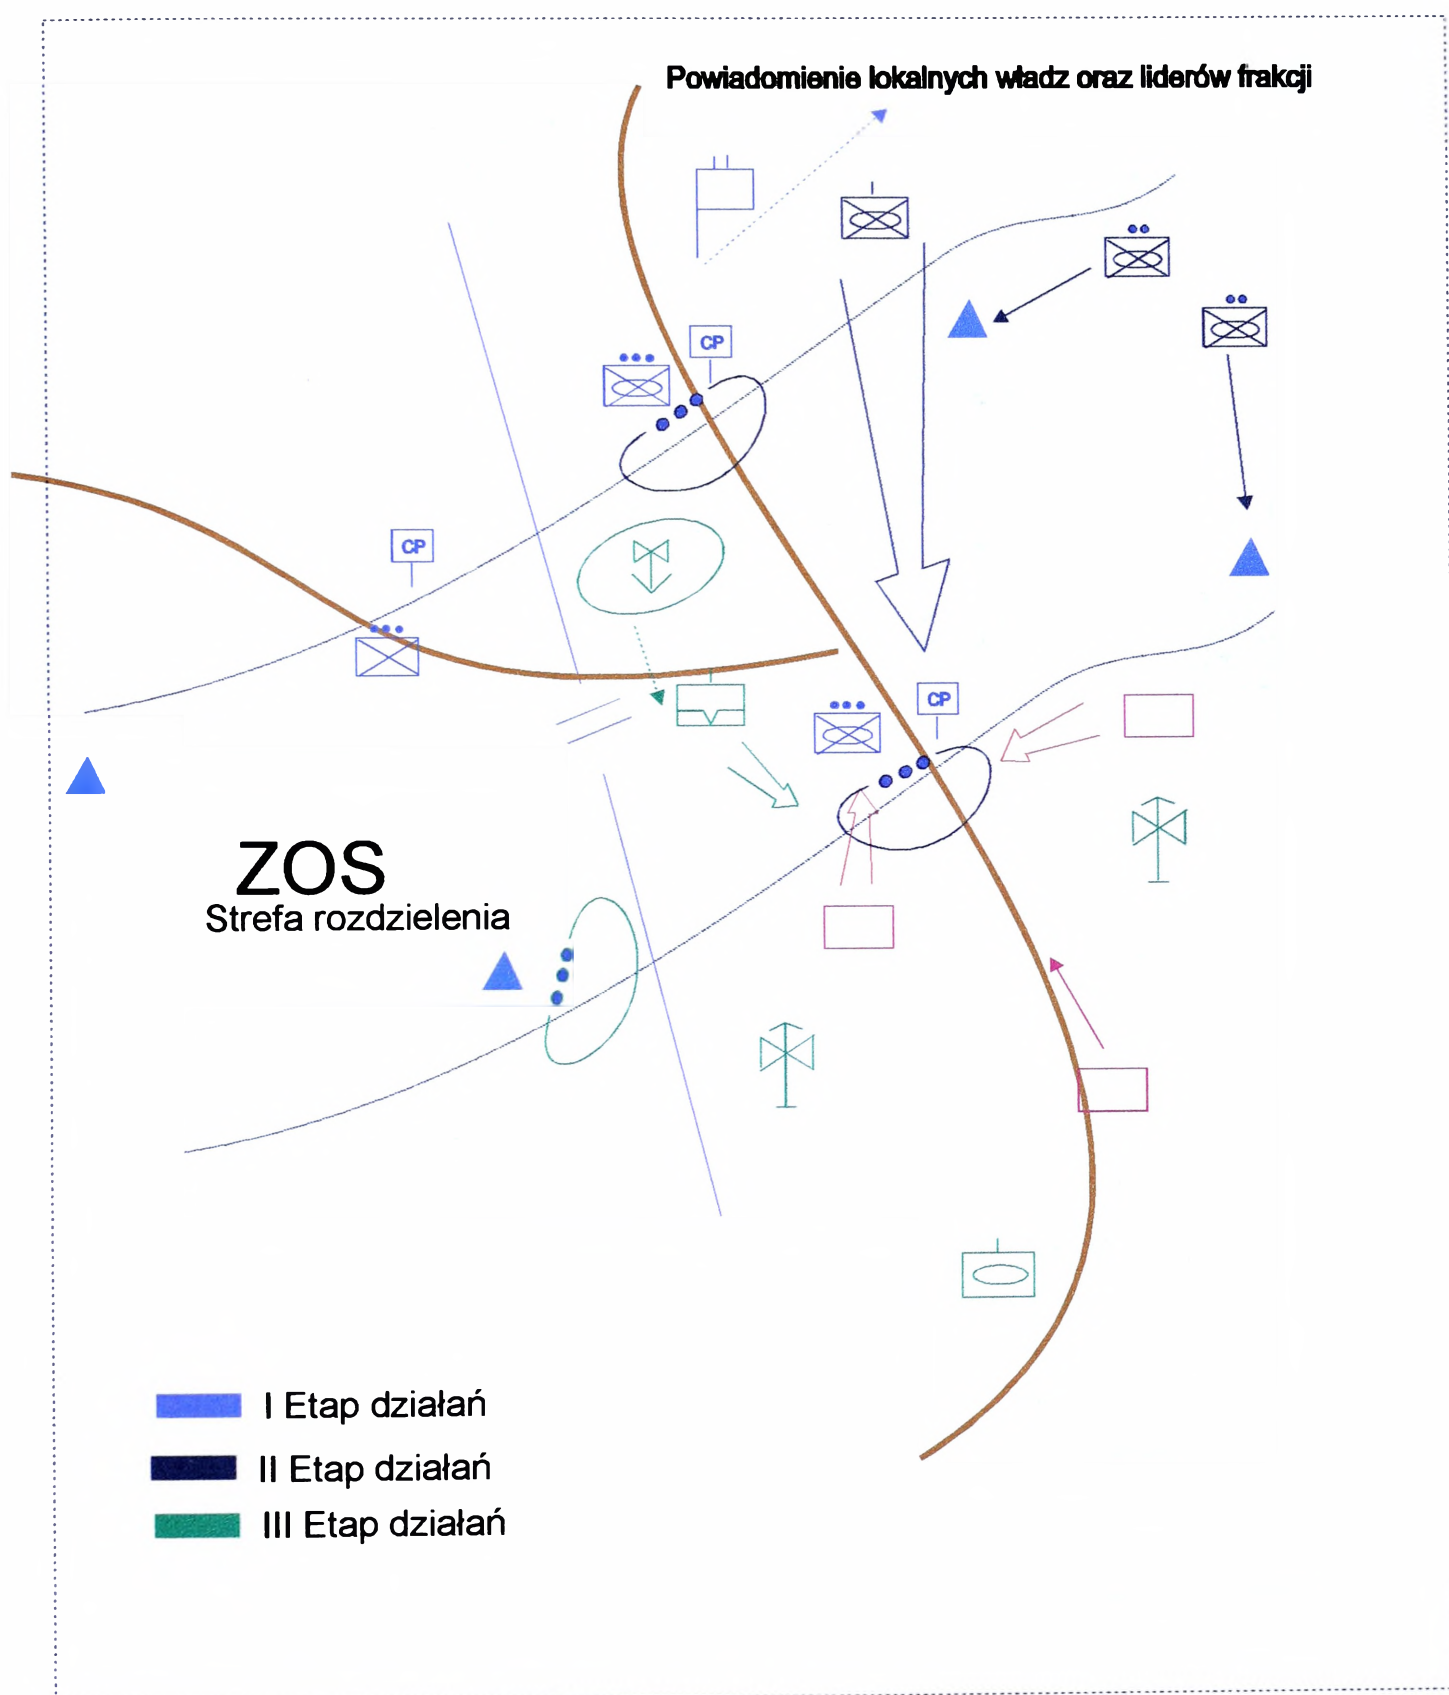 Powiadomienie lokalnych władz oraz liderów frakcji
CP
CP
CP
ZOS
Strefa rozdzielenia
I Etap działań
II Etap działań
III Etap działań